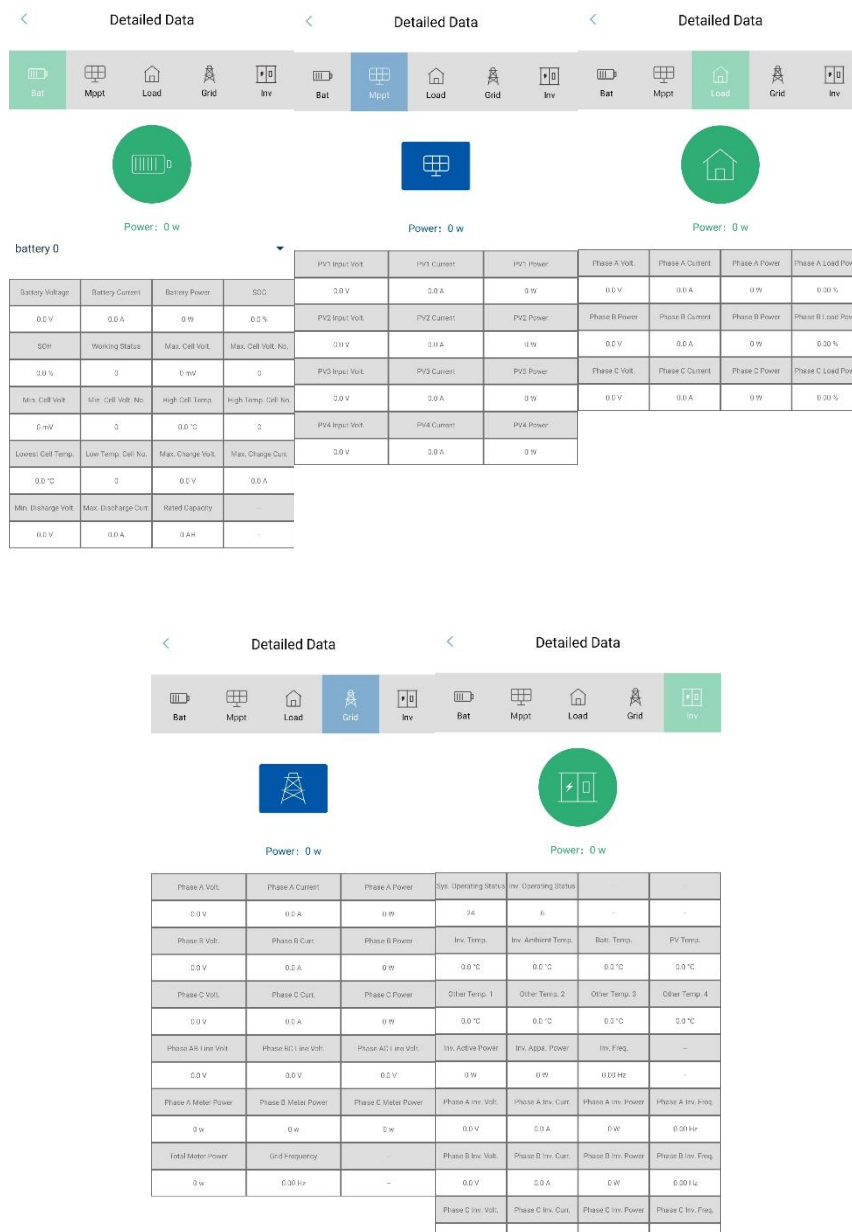 Detailed Data
Bat Mppt Load Grid Inv
Power: 0 w
battery 0
Battery Voltage Battery Current Battery Power SOC
0.0 V 0.0 A 0 W 0.0 %
SOH Working Status Max. Cell Volt. Max. Cell Volt. No.
0.0 % 0 0 mV 0
Min. Cell Volt Min. Cell Volt. No. High Cell Temp. High Temp. Cell No.
0 mV 0 0.0 °C 0
Lowest Cell Temp. Low Temp. Cell No. Max. Charge Volt. Max. Charge Curr.
0.0 °C 0 0.0 V 0.0 A
Min. Disharge Volt. Max. Discharge Curr. Rated Capacity --
0.0 V 0.0 A 0 AH --
Detailed Data
Bat Mppt Load Grid Inv
Power: 0 w
PV1 Input Volt. PV1 Current PV1 Power
0.0 V 0.0 A 0 W
PV2 Input Volt. PV2 Current PV2 Power
0.0 V 0.0 A 0 W
PV3 Input Volt. PV3 Current PV3 Power
0.0 V 0.0 A 0 W
PV4 Input Volt. PV4 Current PV4 Power
0.0 V 0.0 A 0 W
Detailed Data
Bat Mppt Load Grid Inv
Power: 0 w
Phase A Volt. Phase A Current Phase A Power Phase A Load Pow
0.0 V 0.0 A 0 W 0.00 %
Phase B Power Phase B Current Phase B Power Phase B Load Pow
0.0 V 0.0 A 0 W 0.00 %
Phase C Volt. Phase C Current Phase C Power Phase C Load Pow
0.0 V 0.0 A 0 W 0.00 %
Detailed Data
Bat Mppt Load Grid Inv
Power: 0 w
Phase A Volt. Phase A Current Phase A Power
0.0 V 0.0 A 0 W
Phase B Volt. Phase B Curr. Phase B Power
0.0 V 0.0 A 0 W
Phase C Volt. Phase C Curr. Phase C Power
0.0 V 0.0 A 0 W
Phase AB Line Volt. Phase BC Line Volt. Phase AC Line Volt.
0.0 V 0.0 V 0.0 V
Phase A Meter Power Phase B Meter Power Phase C Meter Power
0 w 0 w 0 w
Total Meter Power Grid Frequency --
0 w 0.00 Hz --
Detailed Data
Bat Mppt Load Grid Inv
Power: 0 w
Sys. Operating Status Inv. Operating Status -- --
24 6 -- --
Inv. Temp. Inv. Ambient Temp. Batt. Temp. PV Temp.
0.0 °C 0.0 °C 0.0 °C 0.0 °C
Other Temp. 1 Other Temp. 2 Other Temp. 3 Other Temp. 4
0.0 °C 0.0 °C 0.0 °C 0.0 °C
Inv. Active Power Inv. Appa. Power Inv. Freq. --
0 W 0 W 0.00 Hz --
Phase A Inv. Volt. Phase A Inv. Curr. Phase A Inv. Power Phase A Inv. Freq.
0.0 V 0.0 A 0 W 0.00 Hz
Phase B Inv. Volt. Phase B Inv. Curr. Phase B Inv. Power Phase B Inv. Freq.
0.0 V 0.0 A 0 W 0.00 Hz
Phase C Inv. Volt. Phase C Inv. Curr. Phase C Inv. Power Phase C Inv. Freq.